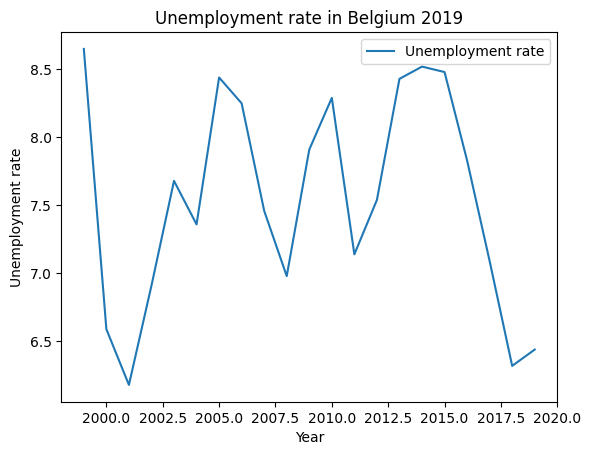 Unemployment rate in Belgium 2019
Unemployment rate
8.5
8.0
7.5
7.0
6.5
Unemployment rate
2000.0 2002.5 2005.0 2007.5 2010.0 2012.5 2015.0 2017.5 2020.0
Year